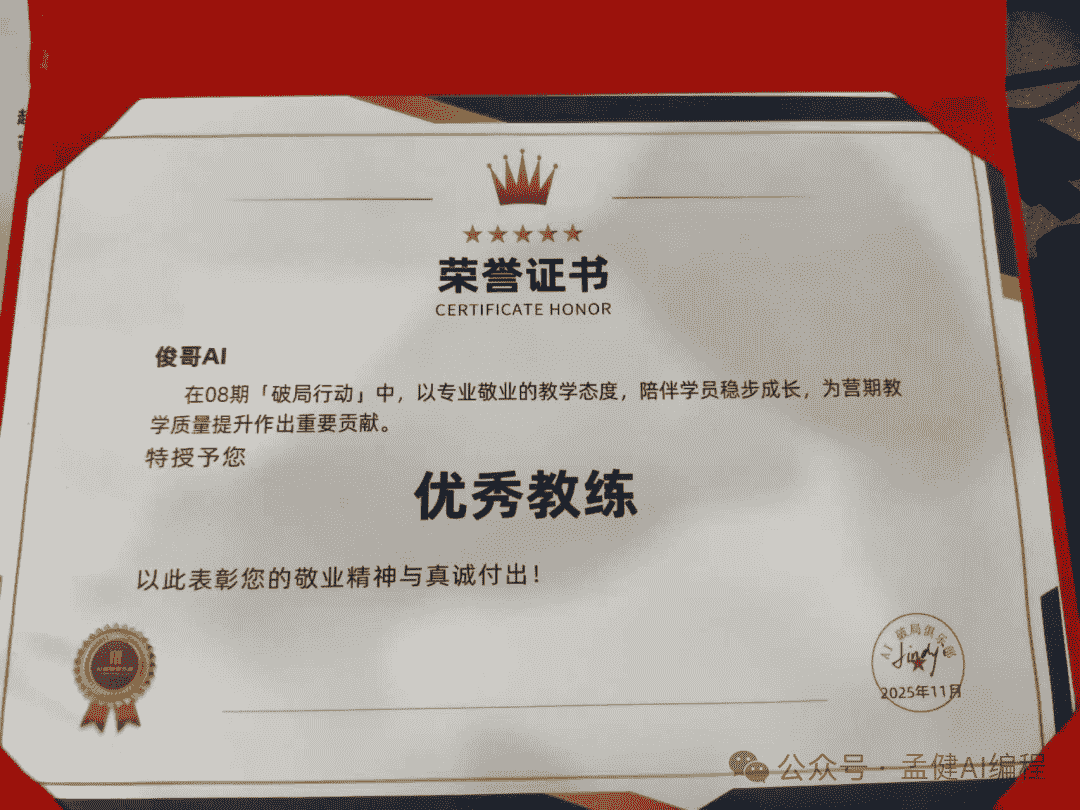 荣誉证书
CERTIFICATE HONOR
俊哥AI
在08期「破局行动」中，以专业敬业的教学态度，陪伴学员稳步成长，为营期教
学质量提升作出重要贡献。
特授予您
优秀教练
以此表彰您的敬业精神与真诚付出！
AI 破局俱乐部
Jindy
2025年11月
公众号 · 孟健AI编程